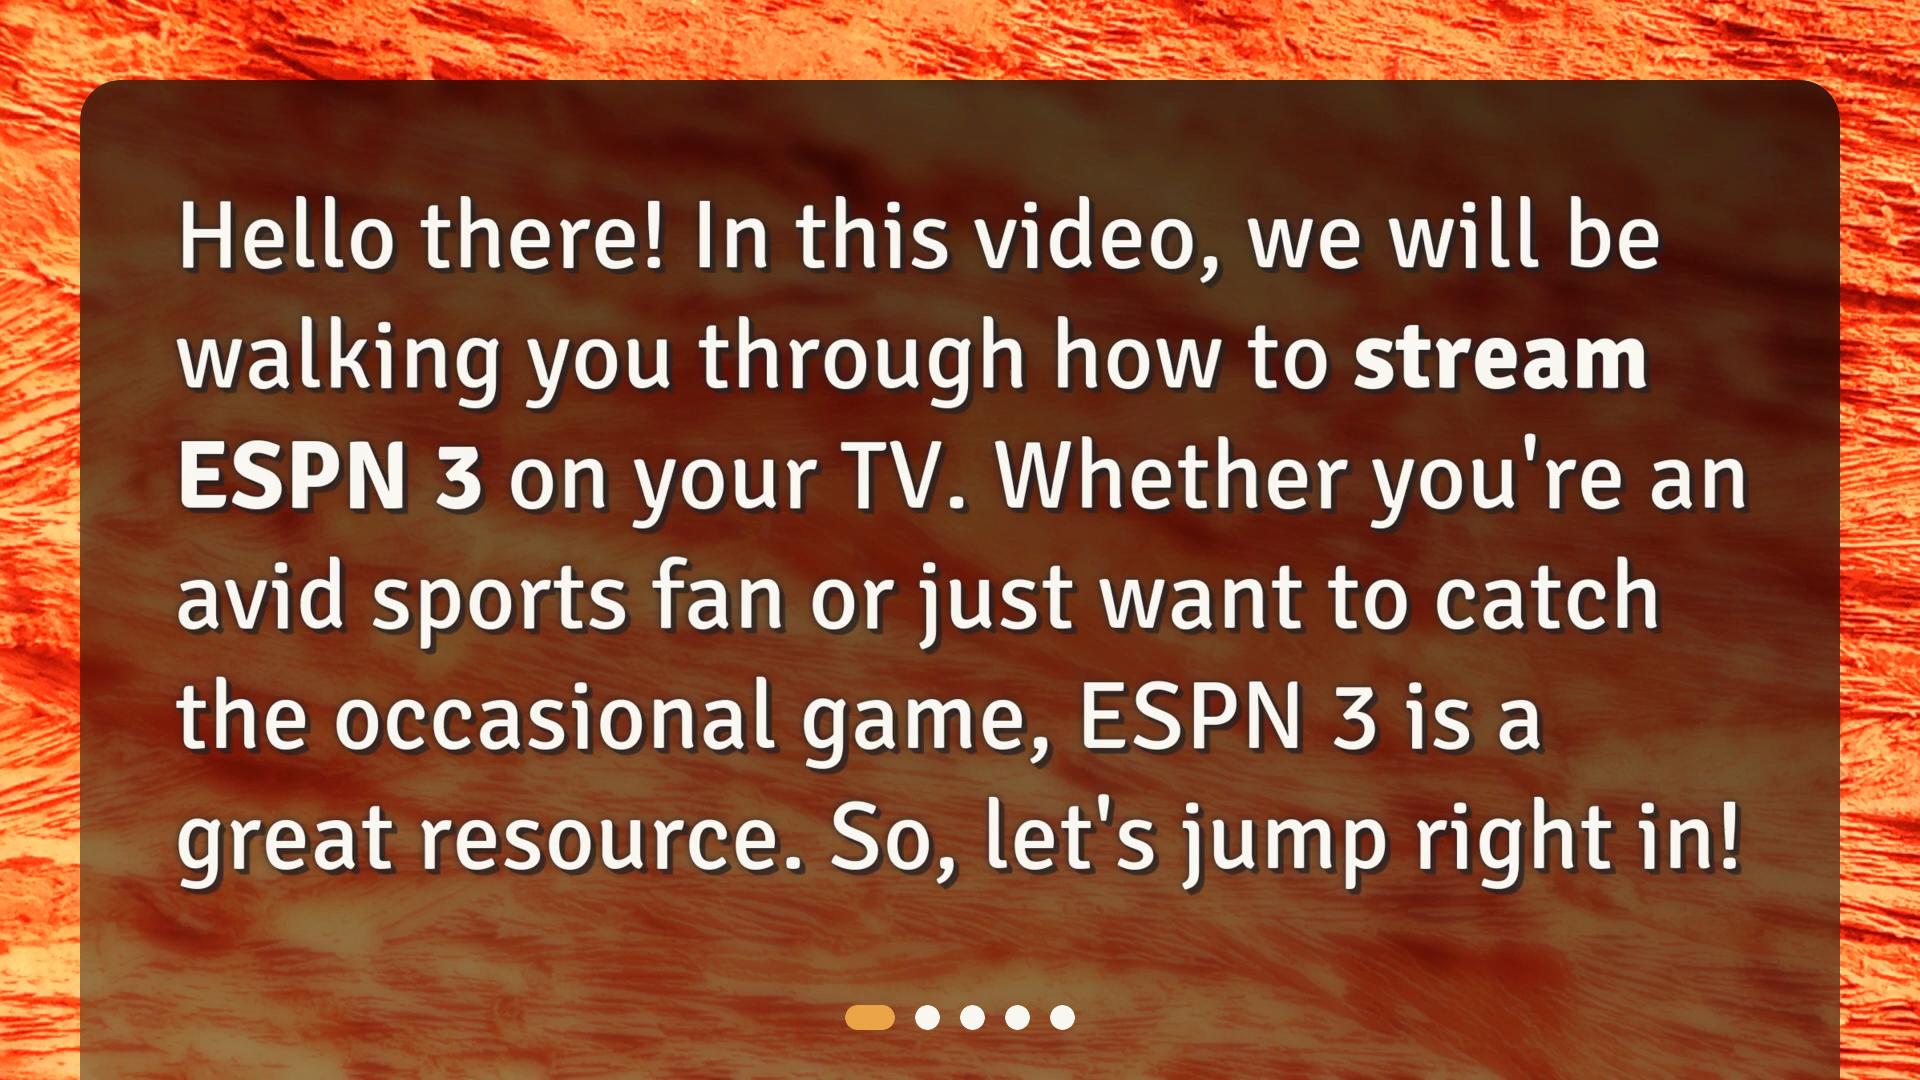 Hello there! In this video, we will be
walking you through how to stream
ESPN 3 on your TV. Whether you're an
avid sports fan or just want to catch
the occasional game, ESPN 3 is a
great resource. So, let's jump right in!